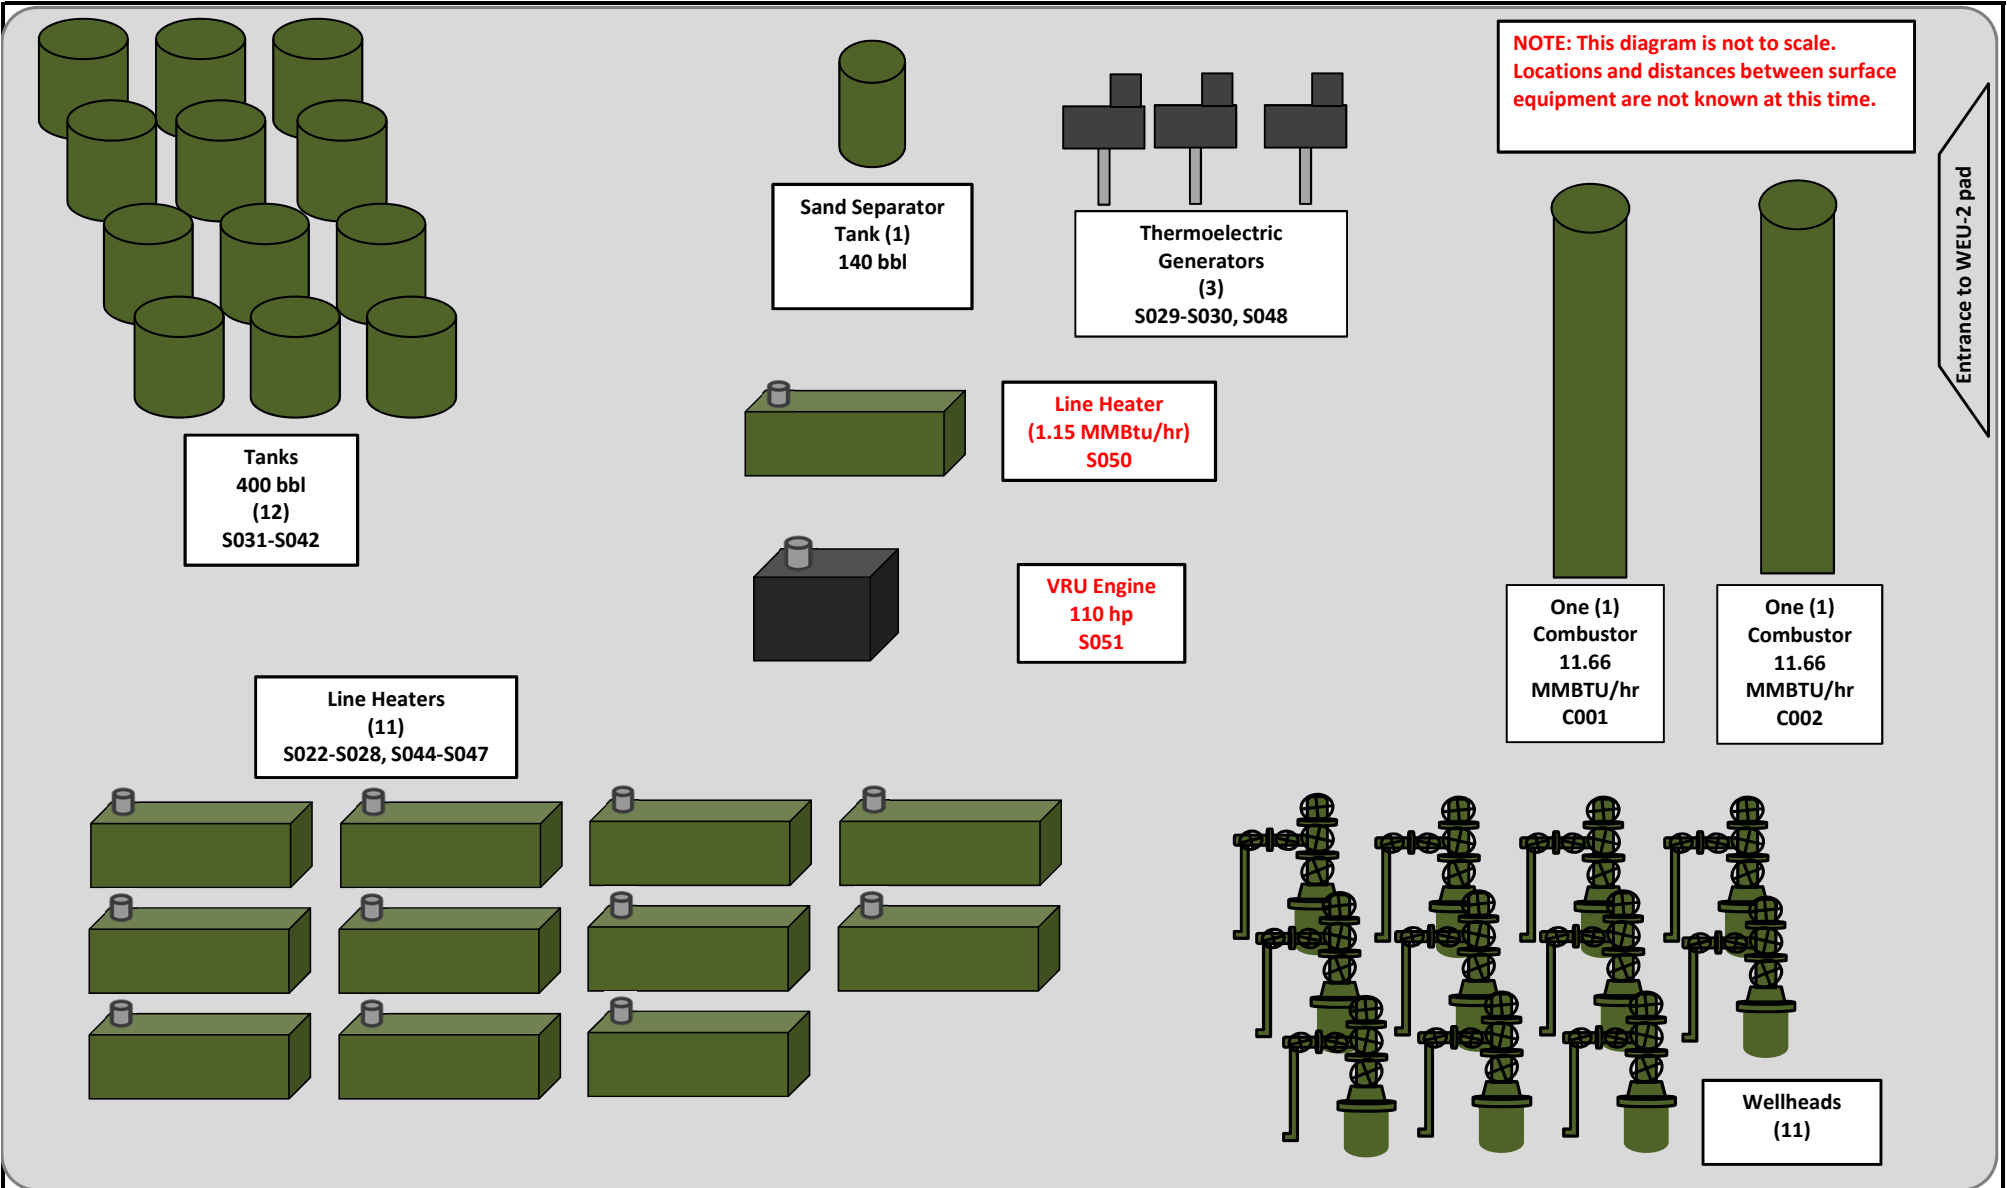 NOTE: This diagram is not to scale.
Locations and distances between surface
equipment are not known at this time.
Entrance to WEU-2 pad
Sand Separator
Tank (1)
140 bbl
Thermoelectric
Generators
(3)
S029-S030, S048
Line Heater
(1.15 MMBtu/hr)
S050
Tanks
400 bbl
(12)
S031-S042
VRU Engine
110 hp
S051
One (1)
Combustor
11.66
MMBTU/hr
C001
One (1)
Combustor
11.66
MMBTU/hr
C002
Line Heaters
(11)
S022-S028, S044-S047
Wellheads
(11)